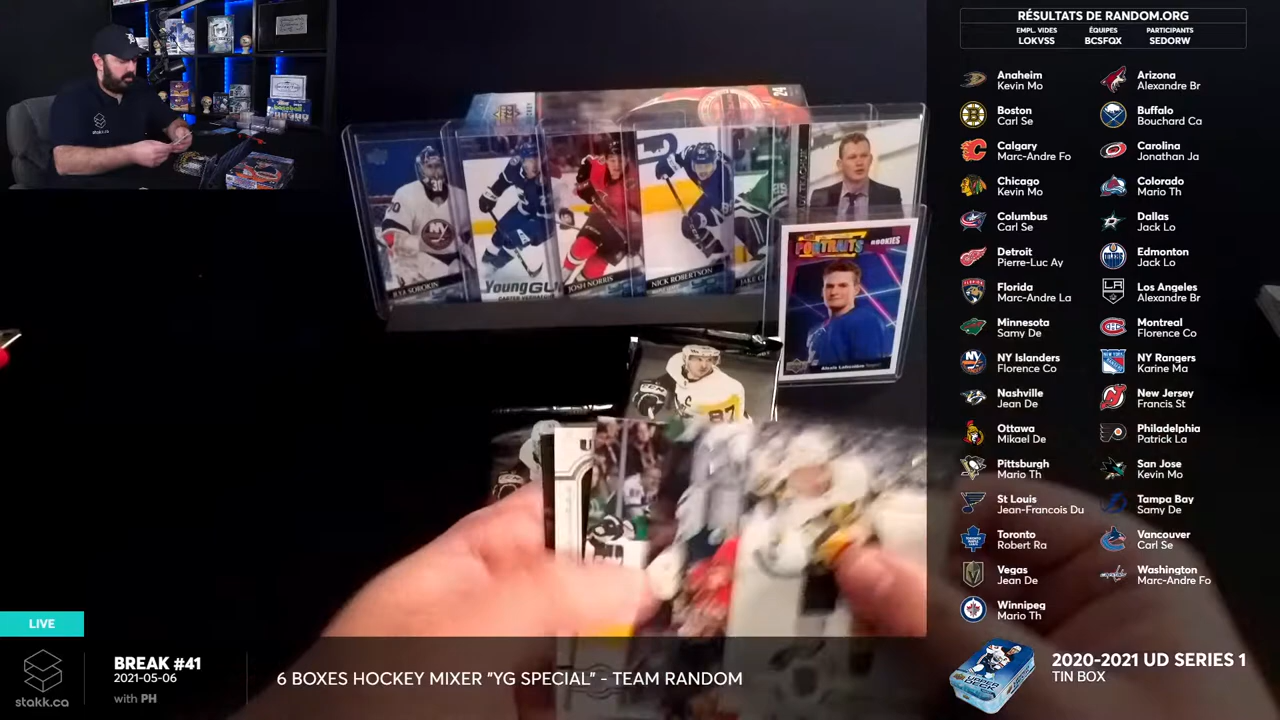 RÉSULTATS DE RANDOM.ORG
EMPL. VIDES
LOKVSS
ÉQUIPES
BCSFQX
PARTICIPANTS
SEDORW
Anaheim
Kevin Mo
Arizona
Alexandre Br
Boston
Carl Se
Buffalo
Bouchard Ca
Calgary
Marc-Andre Fo
Carolina
Jonathan Ja
Chicago
Kevin Mo
Colorado
Mario Th
Columbus
Carl Se
Dallas
Jack Lo
Detroit
Pierre-Luc Ay
Edmonton
Jack Lo
Florida
Marc-Andre La
Los Angeles
Alexandre Br
Minnesota
Samy De
Montreal
Florence Co
NY Islanders
Florence Co
NY Rangers
Karine Ma
Nashville
Jean De
New Jersey
Francis St
Ottawa
Mikael De
Philadelphia
Patrick La
Pittsburgh
Mario Th
San Jose
Kevin Mo
St Louis
Jean-Francois Du
Tampa Bay
Samy De
Toronto
Robert Ra
Vancouver
Carl Se
Vegas
Jean De
Washington
Marc-Andre Fo
Winnipeg
Mario Th
24
ILYA SOROKIN
Young GU
JOSH NORRIS
NICK ROBERTSON
PORTRAITS ROOKIES
87
LIVE
stakk.ca
BREAK #41
2021-05-06
with PH
6 BOXES HOCKEY MIXER "YG SPECIAL" - TEAM RANDOM
2020-2021 UD SERIES 1
TIN BOX